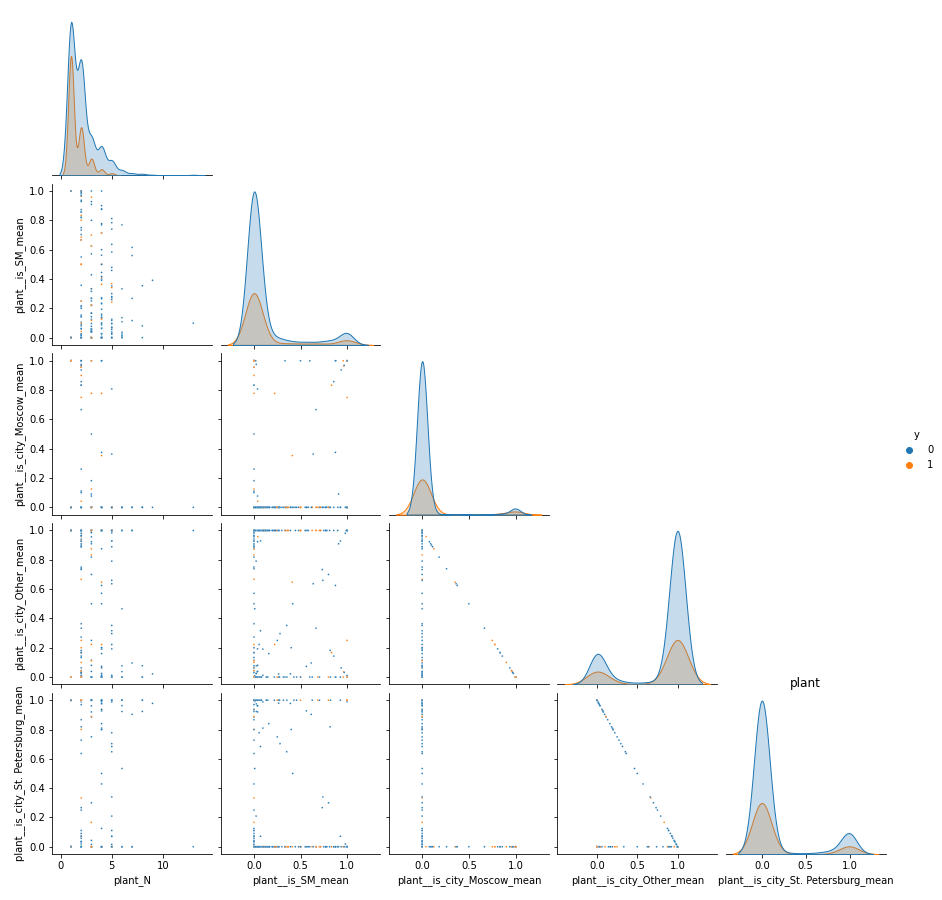 plant__is_SM_mean
1.0
0.8
0.6
0.4
0.2
0.0
plant__is_city_Moscow_mean
1.0
0.8
0.6
0.4
0.2
0.0
y
0
1
plant__is_city_Other_mean
1.0
0.8
0.6
0.4
0.2
0.0
plant
plant__is_city_St. Petersburg_mean
1.0
0.8
0.6
0.4
0.2
0.0
0 5 10
0.0 0.5 1.0
0.0 0.5 1.0
0.0 0.5 1.0
0.0 0.5 1.0
plant_N
plant__is_SM_mean
plant__is_city_Moscow_mean
plant__is_city_Other_mean
plant__is_city_St. Petersburg_mean